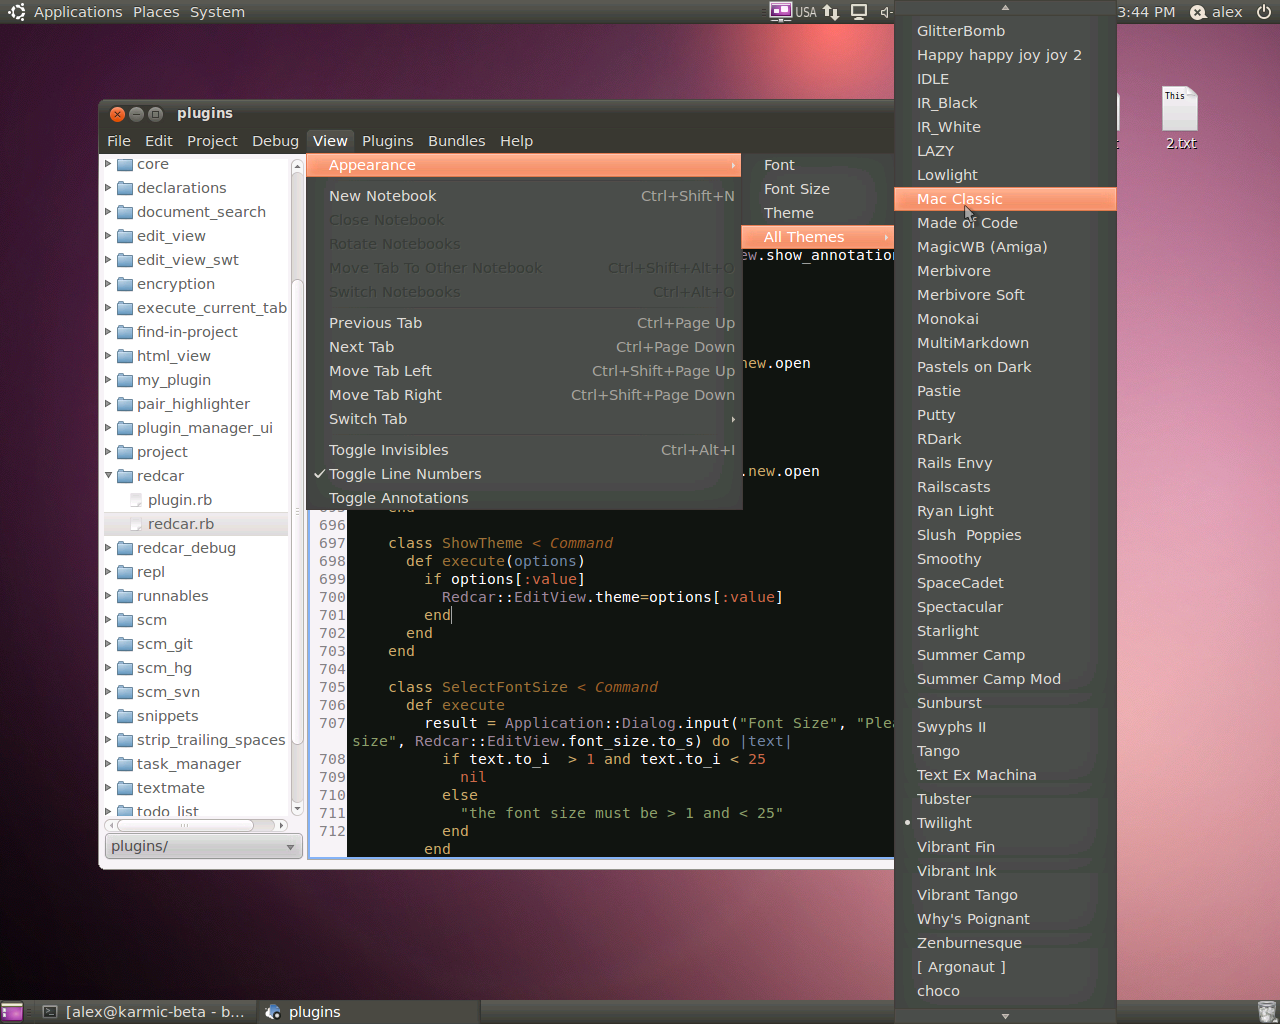 Applications Places System
USA
3:44 PM alex
plugins
File Edit Project Debug View Plugins Bundles Help
core
declarations
document_search
edit_view
edit_view_swt
encryption
execute_current_tab
find-in-project
html_view
my_plugin
pair_highlighter
plugin_manager_ui
project
redcar
plugin.rb
redcar.rb
redcar_debug
repl
runnables
scm
scm_git
scm_hg
scm_svn
snippets
strip_trailing_spaces
task_manager
textmate
todo_list
plugins/
Appearance
New Notebook Ctrl+Shift+N
Close Notebook
Rotate Notebooks
Move Tab To Other Notebook Ctrl+Shift+Alt+O
Switch Notebooks Ctrl+Alt+O
Previous Tab Ctrl+Page Up
Next Tab Ctrl+Page Down
Move Tab Left Ctrl+Shift+Page Up
Move Tab Right Ctrl+Shift+Page Down
Switch Tab
Toggle Invisibles Ctrl+Alt+I
Toggle Line Numbers
Toggle Annotations
Font
Font Size
Theme
All Themes
.show_annotation
.open
.new.open
695 end
696
697 class ShowTheme < Command
698 def execute(options)
699 if options[:value]
700 Redcar::EditView.theme=options[:value]
701 end
702 end
703 end
704
705 class SelectFontSize < Command
706 def execute
707 result = Application::Dialog.input("Font Size", "Plea
size", Redcar::EditView.font_size.to_s) do |text|
708 if text.to_i  > 1 and text.to_i < 25
709 nil
710 else
711 "the font size must be > 1 and < 25"
712 end
end
GlitterBomb
Happy happy joy joy 2
IDLE
IR_Black
IR_White
LAZY
Lowlight
Mac Classic
Made of Code
MagicWB (Amiga)
Merbivore
Merbivore Soft
Monokai
MultiMarkdown
Pastels on Dark
Pastie
Putty
RDark
Rails Envy
Railscasts
Ryan Light
Slush  Poppies
Smoothy
SpaceCadet
Spectacular
Starlight
Summer Camp
Summer Camp Mod
Sunburst
Swyphs II
Tango
Text Ex Machina
Tubster
Twilight
Vibrant Fin
Vibrant Ink
Vibrant Tango
Why's Poignant
Zenburnesque
[ Argonaut ]
choco
This
2.txt
[alex@karmic-beta - b... plugins